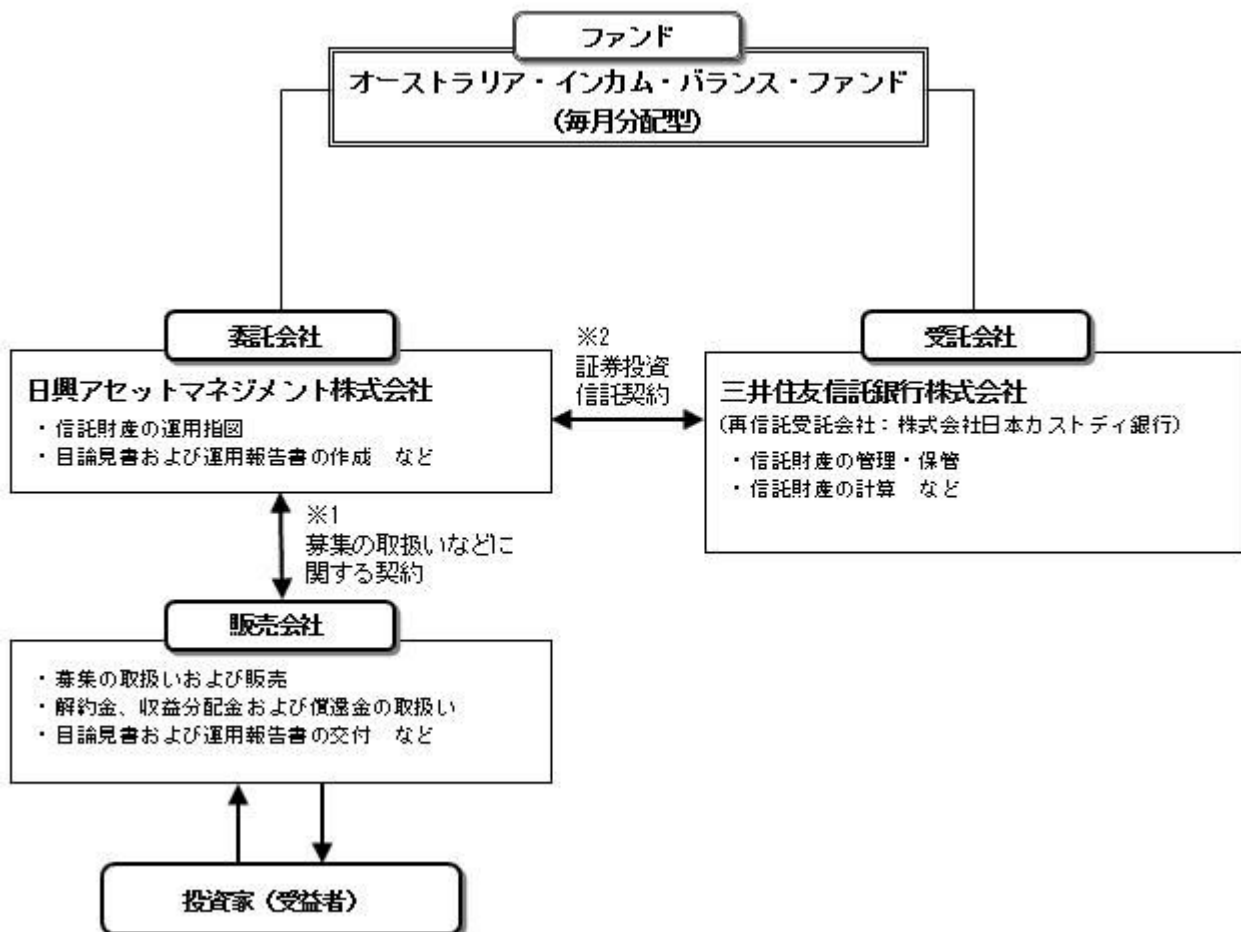 ファンド
オーストラリア・インカム・バランス・ファンド
(毎月分配型)
委託会社
日興アセットマネジメント株式会社
・信託財産の運用指図
・目論見書および運用報告書の作成　など
※2
証券投資
信託契約
受託会社
三井住友信託銀行株式会社
(再信託受託会社：株式会社日本カストディ銀行)
・信託財産の管理・保管
・信託財産の計算　など
※1
募集の取扱いなどに
関する契約
販売会社
・募集の取扱いおよび販売
・解約金、収益分配金および償還金の取扱い
・目論見書および運用報告書の交付　など
投資家（受益者）